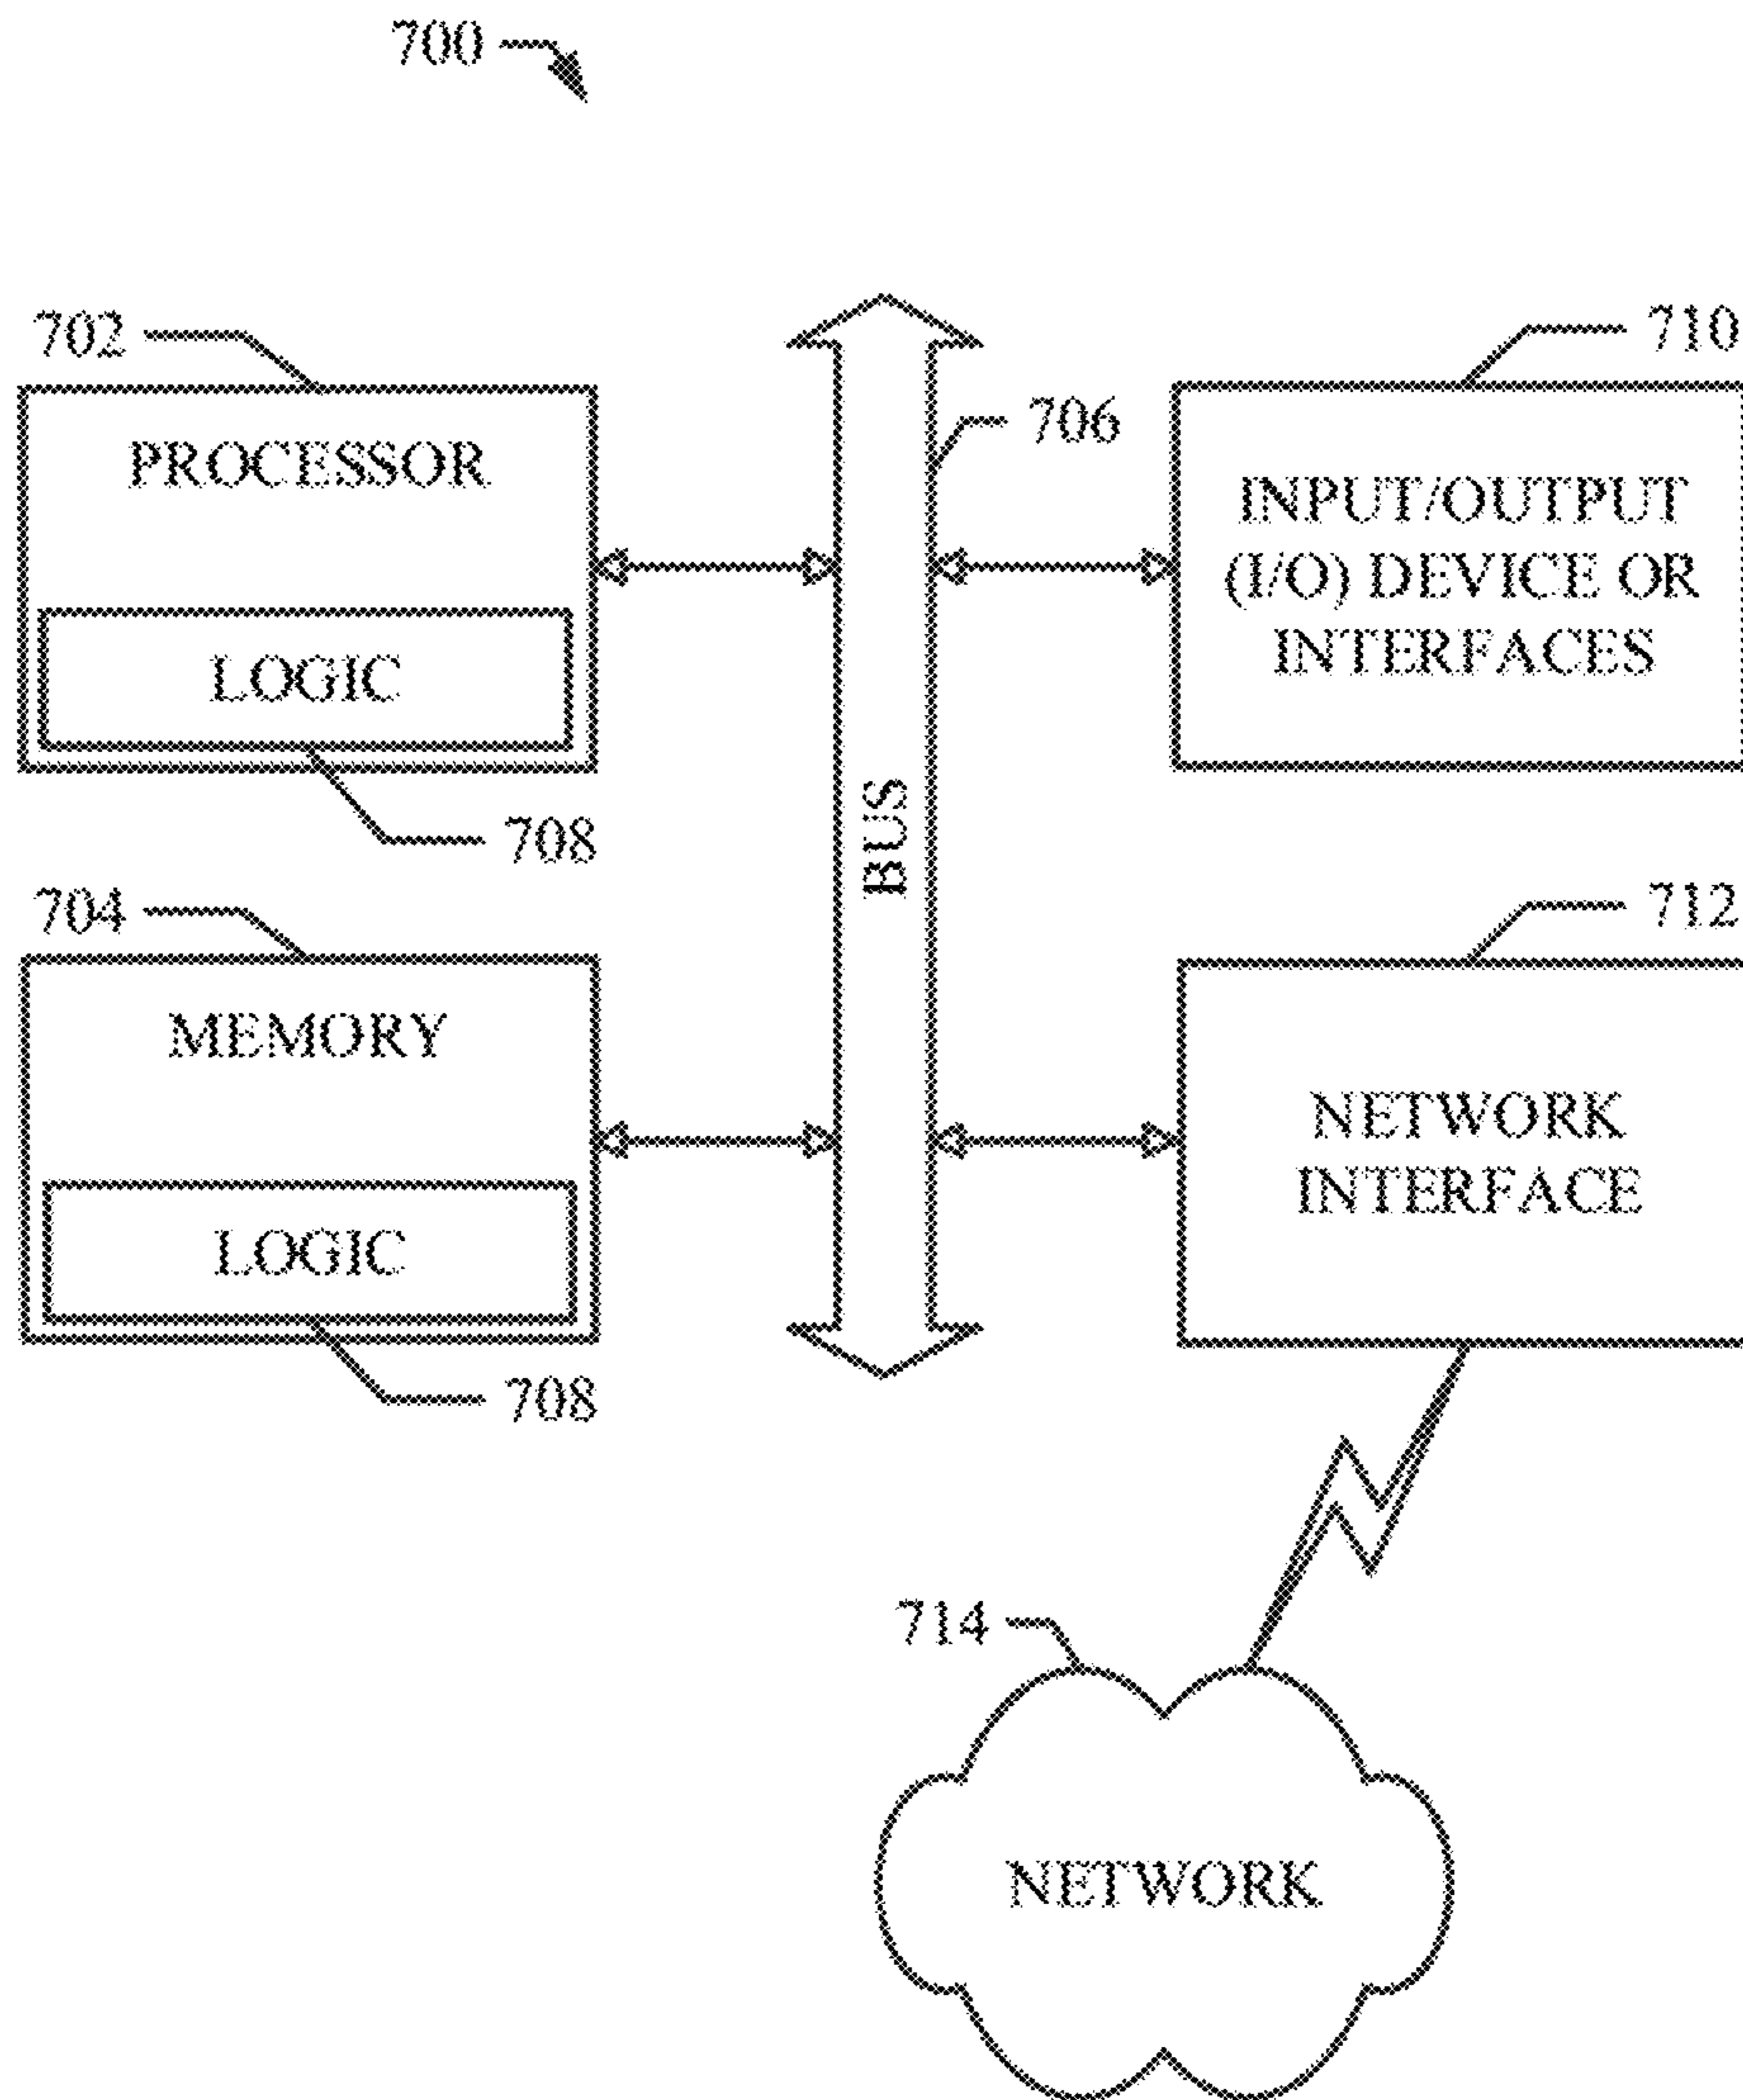 700
702
PROCESSOR
LOGIC
708
704
MEMORY
LOGIC
708
706
BUS
710
INPUT/OUTPUT
(I/O) DEVICE OR
INTERFACES
712
NETWORK
INTERFACE
714
NETWORK